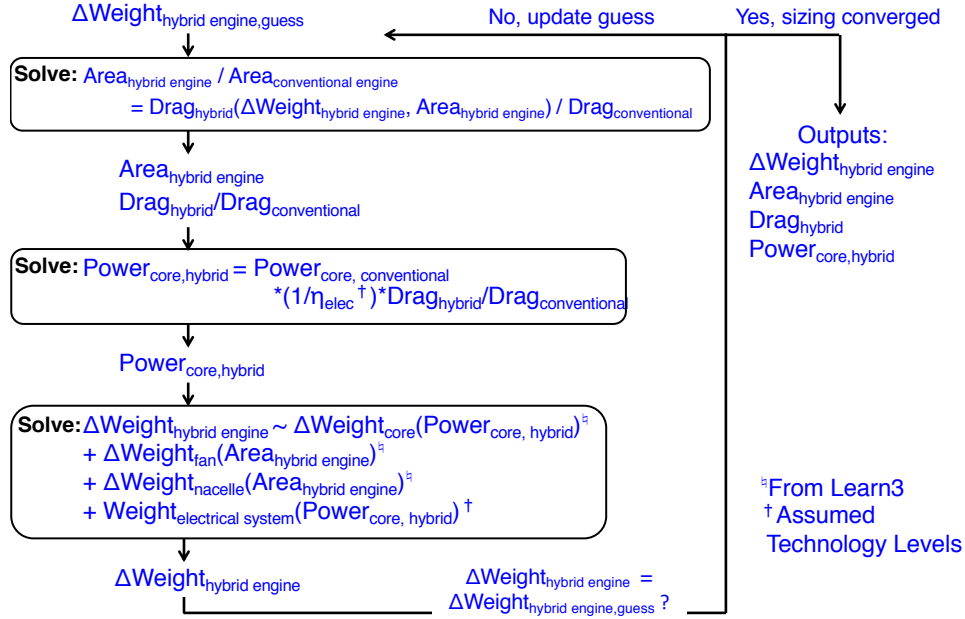 ΔWeight hybrid engine,guess
No, update guess
Yes, sizing converged
Solve: Area hybrid engine / Area conventional engine
= Drag hybrid (ΔWeight hybrid engine, Area hybrid engine) / Drag conventional
Area hybrid engine
Drag hybrid/Drag conventional
Outputs:
ΔWeight hybrid engine
Area hybrid engine
Drag hybrid
Power core,hybrid
Solve: Power core,hybrid = Power core, conventional
*(1/η elec †)*Drag hybrid/Drag conventional
Power core,hybrid
Solve: ΔWeight hybrid engine ~ ΔWeight core (Power core, hybrid)♮
+ ΔWeight fan (Area hybrid engine)♮
+ ΔWeight nacelle (Area hybrid engine)♮
+ Weight electrical system (Power core, hybrid) †
♮From Learn3
†Assumed
Technology Levels
ΔWeight hybrid engine
ΔWeight hybrid engine =
ΔWeight hybrid engine,guess ?